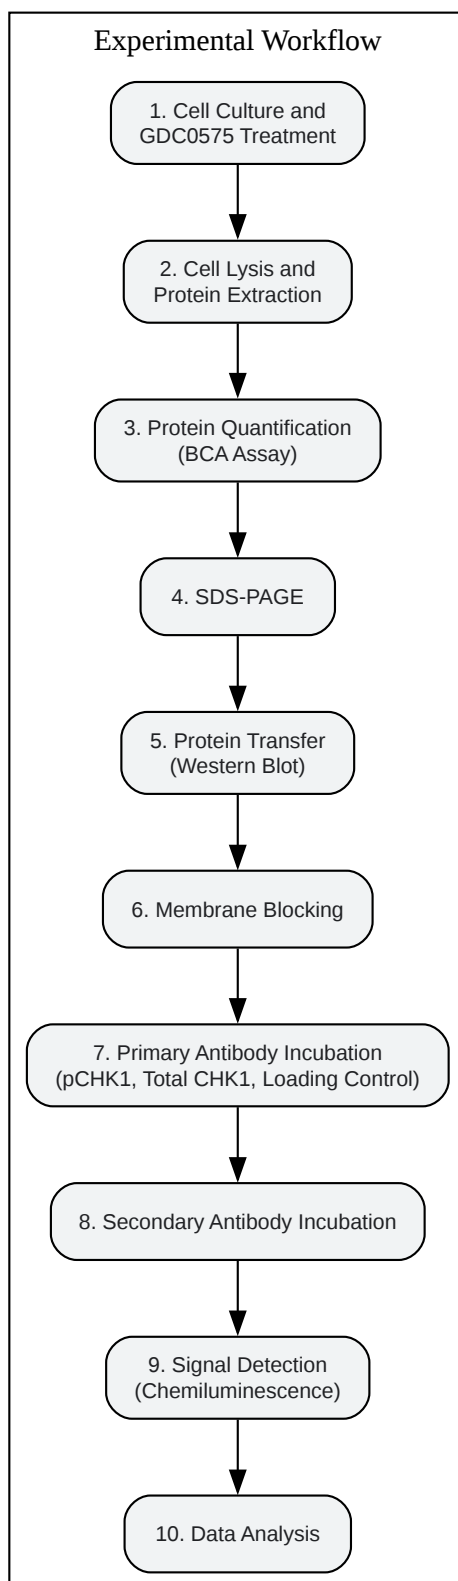 Experimental Workflow
1. Cell Culture and
GDC0575 Treatment
2. Cell Lysis and
Protein Extraction
3. Protein Quantification
(BCA Assay)
4. SDS-PAGE
5. Protein Transfer
(Western Blot)
6. Membrane Blocking
7. Primary Antibody Incubation
(pCHK1, Total CHK1, Loading Control)
8. Secondary Antibody Incubation
9. Signal Detection
(Chemiluminescence)
10. Data Analysis